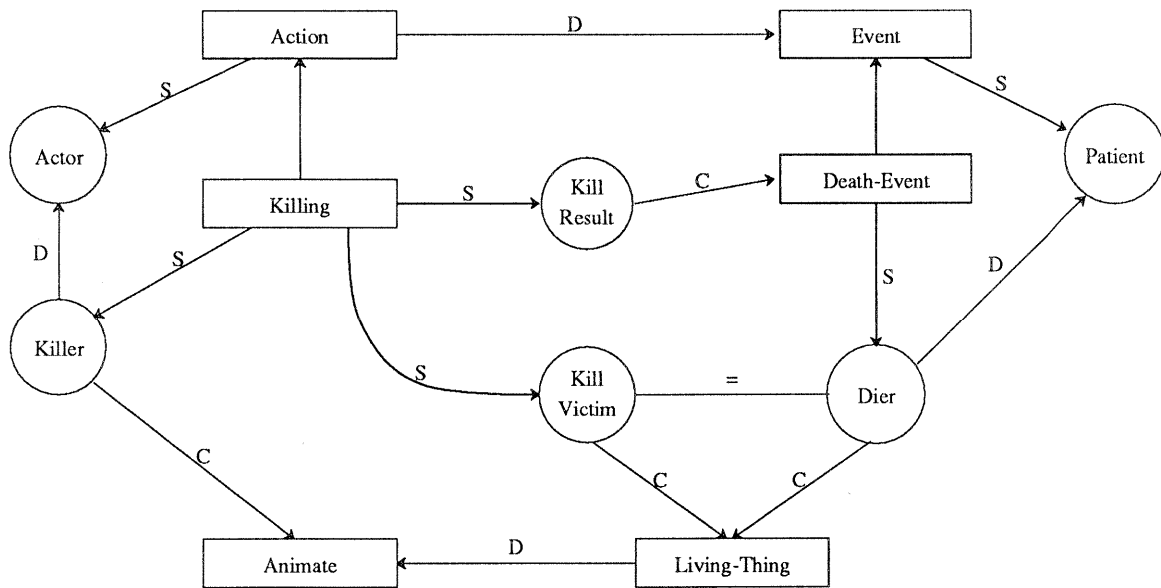 Action
D
Event
S
S
Actor
Patient
Killing
S
Kill
Result
C
Death-Event
D
S
S
D
Killer
S
Kill
Victim
=
Dier
C
C
C
Animate
D
Living-Thing